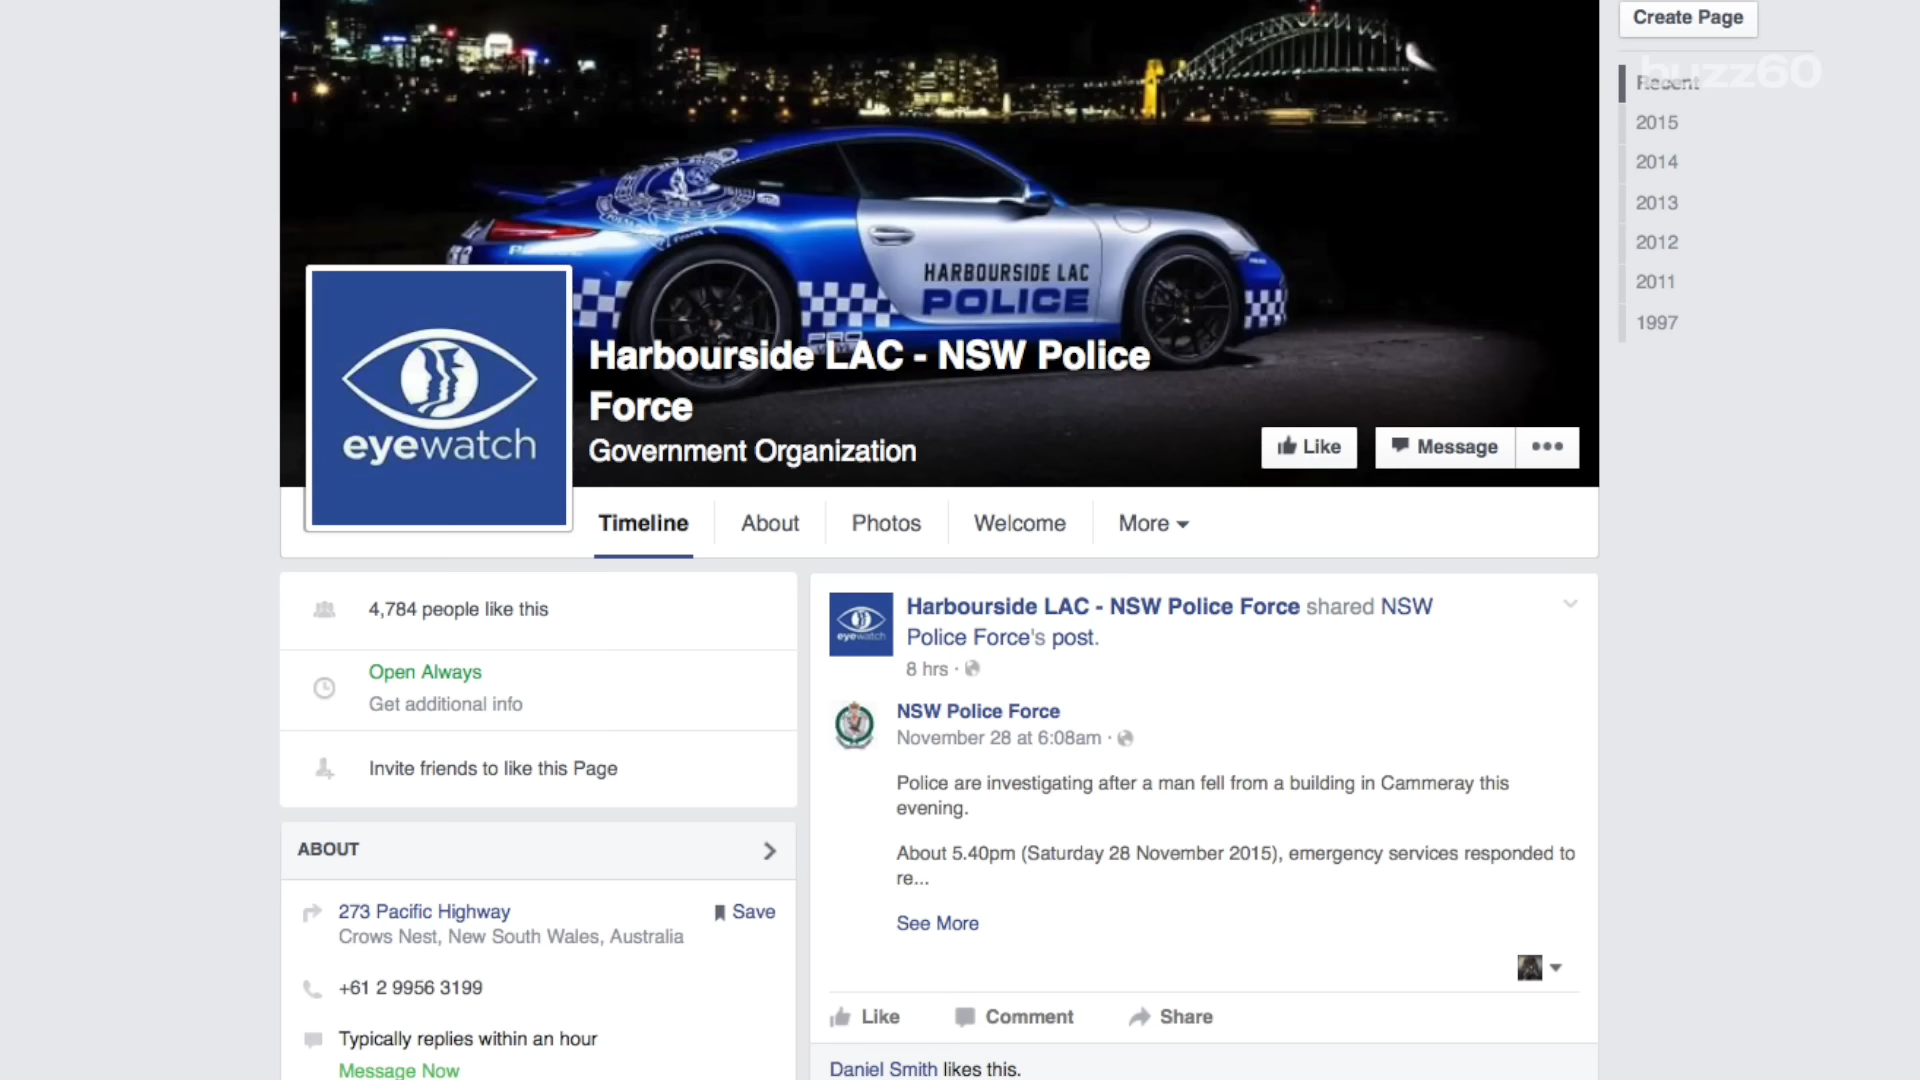 Create Page
buzz60
Recent
2015
2014
2013
2012
2011
1997
HARBOURSIDE LAC
POLICE
eyewatch
Harbourside LAC - NSW Police
Force
Government Organization
Like
Message
Timeline
About
Photos
Welcome
More
4,784 people like this
Open Always
Get additional info
Invite friends to like this Page
ABOUT
273 Pacific Highway
Save
Crows Nest, New South Wales, Australia
+61 2 9956 3199
Typically replies within an hour
Message Now
eyewatch
Harbourside LAC - NSW Police Force shared NSW
Police Force's post.
8 hrs ·
NSW Police Force
November 28 at 6:08am ·
Police are investigating after a man fell from a building in Cammeray this
evening.
About 5.40pm (Saturday 28 November 2015), emergency services responded to
re...
See More
Like
Comment
Share
Daniel Smith likes this.